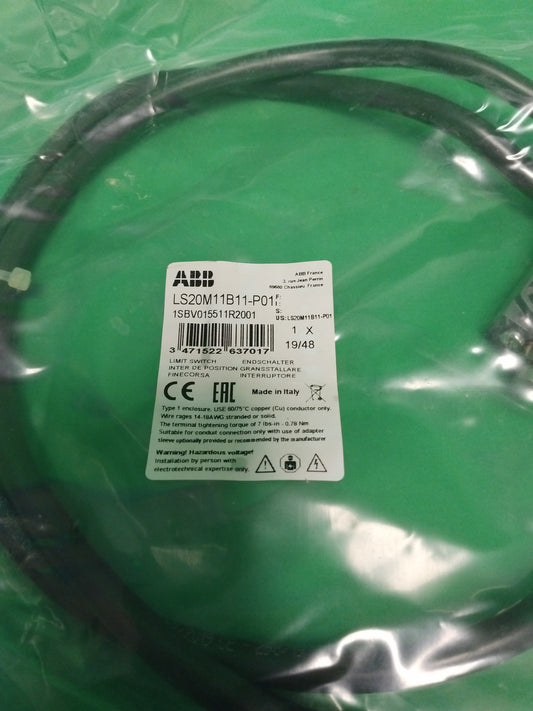 ABB
ABB France
3, rue Jean Perrin
69680 Chassieu, France
LS20M11B11-P01
F:
I:
1SBV015511R2001
S:
US: LS20M11B11-P01
1 X
19/48
3 471522 637017
LIMIT SWITCH ENDSCHALTER
INTER DE POSITION GRANSSTALLARE
FINECORSA INTERRUPTORE
CE EAC Made in Italy
Type 1 enclosure. USE 60/75°C copper (Cu) conductor only.
Wire rages 14-18AWG stranded or solid.
The terminal tightening torque of 7 lbs-in - 0.78 Nm
Suitable for conduit connection only with use of adapter
sleeve optionally provided or recommended by the manufacturer
Warning! Hazardous voltage!
Installation by person with
electrotechnical expertise only.